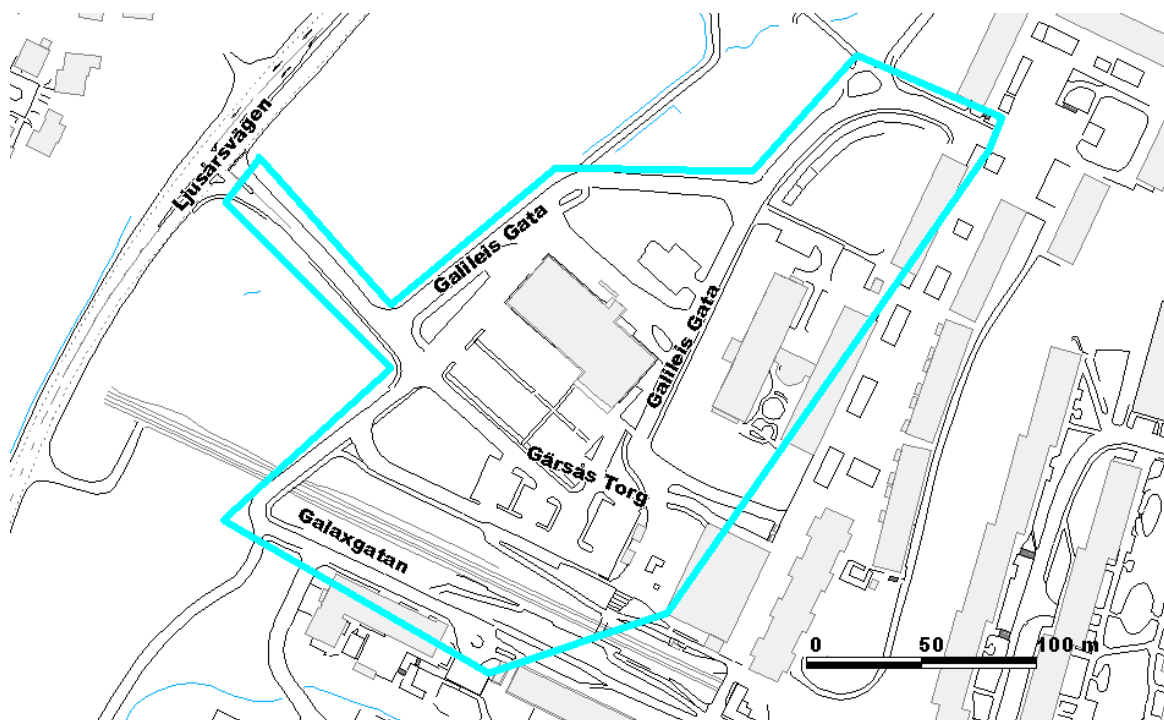 Ljusårsvägen
Galileis Gata
Galileis Gata
Gärsås Torg
Galaxgatan
0 50 100 m